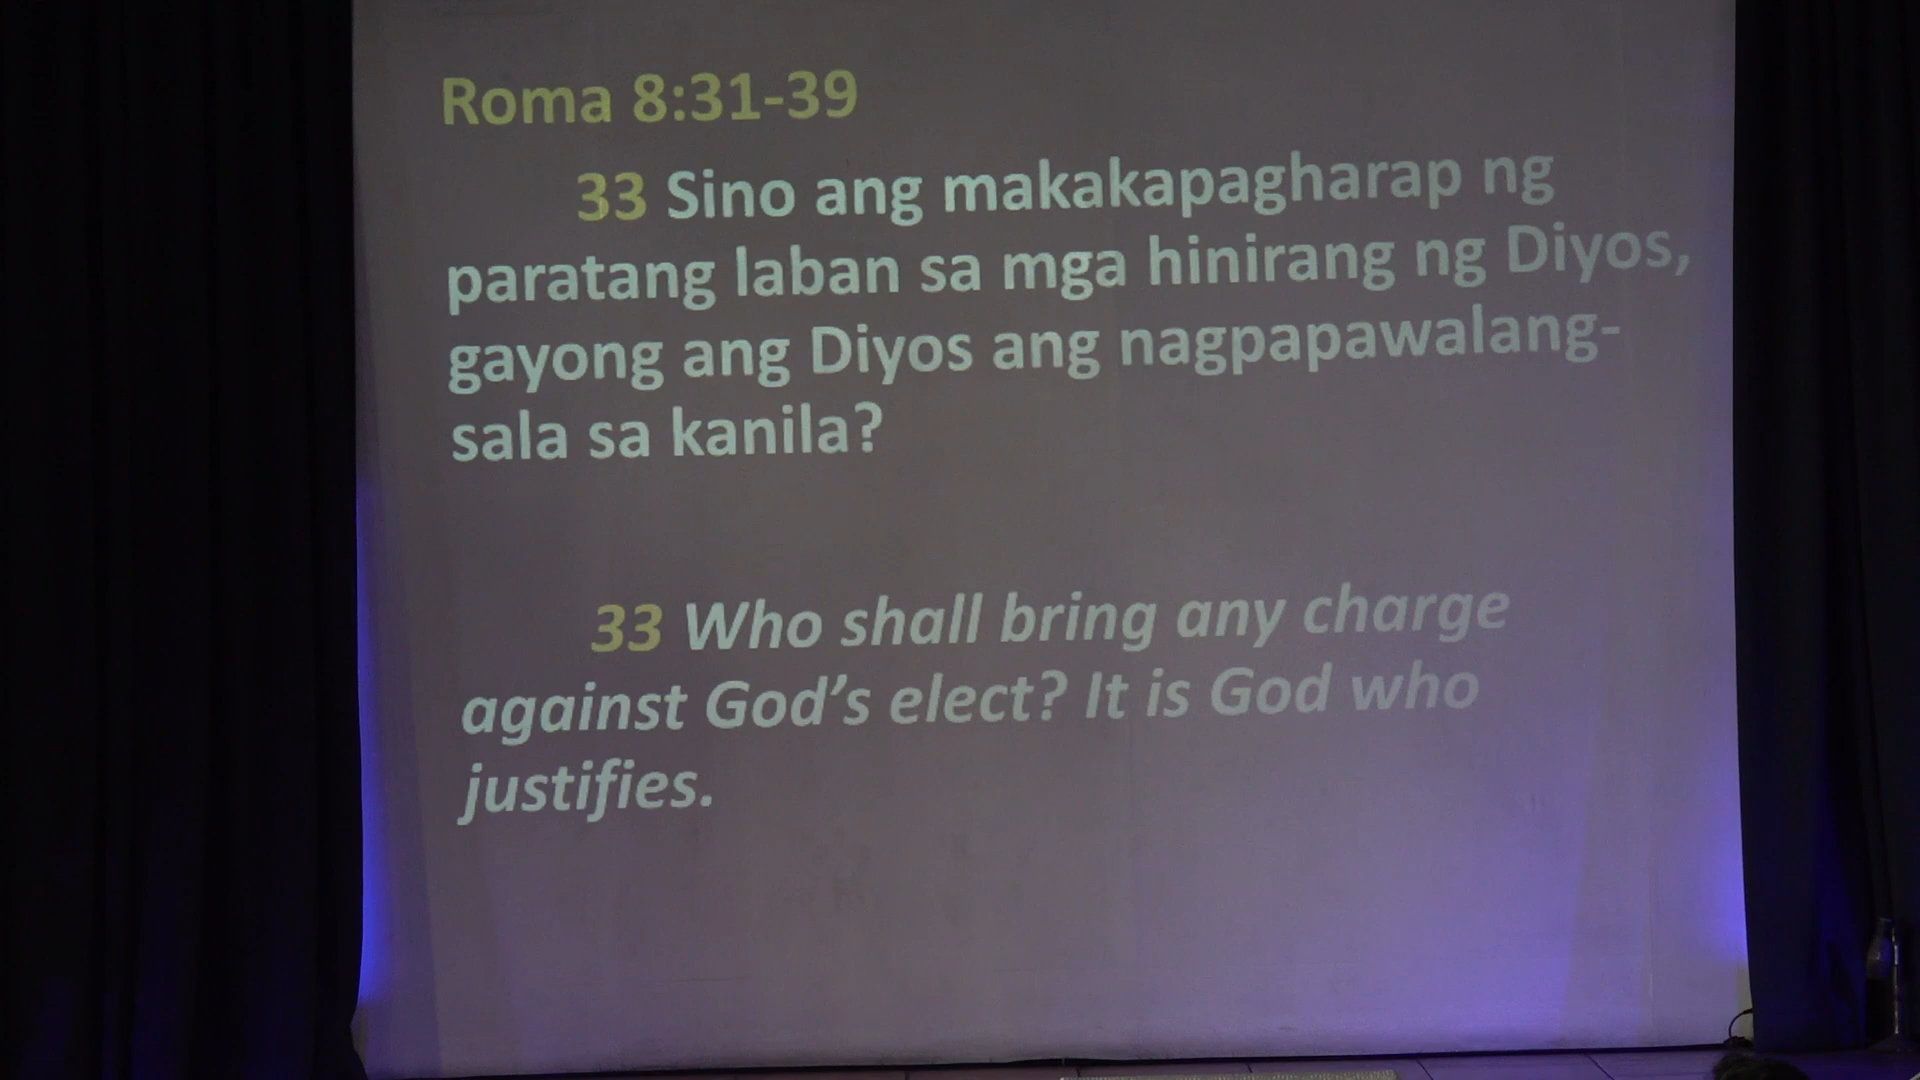 Roma 8:31-39
33 Sino ang makakapagharap ng
paratang laban sa mga hinirang ng Diyos,
gayong ang Diyos ang nagpapawalang-
sala sa kanila?
33 Who shall bring any charge
against God’s elect? It is God who
justifies.